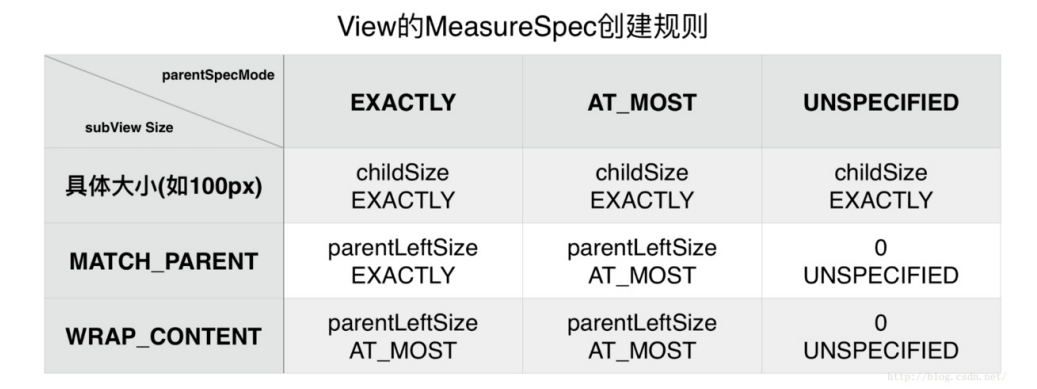 View的MeasureSpec创建规则
parentSpecMode
subView Size
EXACTLY
AT_MOST
UNSPECIFIED
具体大小(如100px)
childSize
EXACTLY
childSize
EXACTLY
childSize
EXACTLY
MATCH_PARENT
parentLeftSize
EXACTLY
parentLeftSize
AT_MOST
0
UNSPECIFIED
WRAP_CONTENT
parentLeftSize
AT_MOST
parentLeftSize
AT_MOST
0
UNSPECIFIED
http://blog.csdn.net/